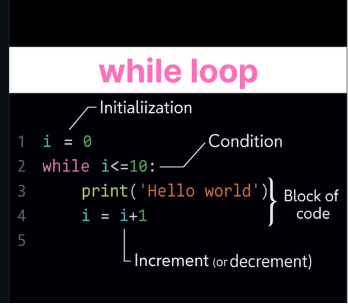 while loop
Initialiization
1 i = 0
Condition
2 while i<=10:
3     print('Hello world')
Block of
code
4     i = i+1
5
Increment (or decrement)